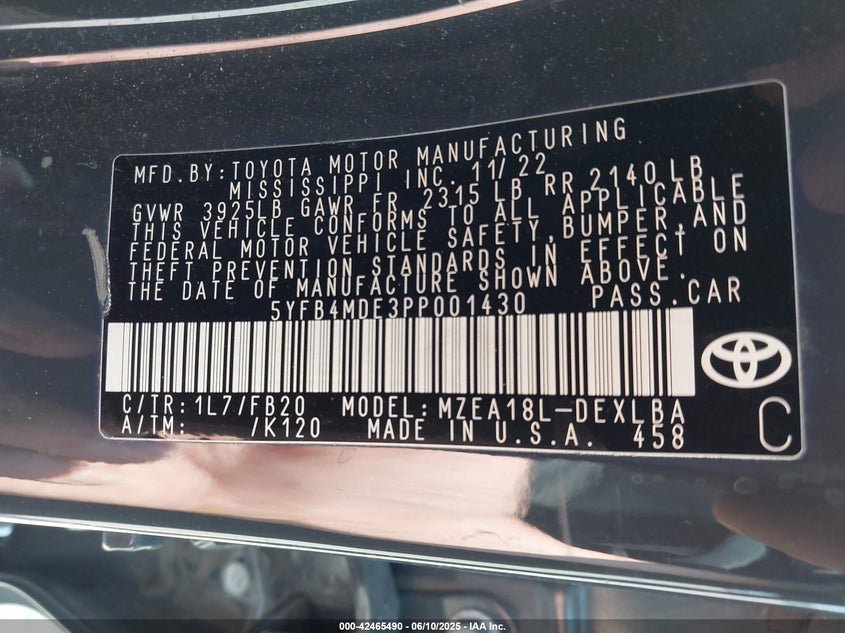 MFD.BY:TOYOTA MOTOR MANUFACTURING
MISSISSIPPI INC. 11/22
GVWR 3925LB GAWR FR 2315 LB RR 2140 LB
THIS VEHICLE CONFORMS TO ALL APPLICABLE
FEDERAL MOTOR VEHICLE SAFETY,BUMPER,AND
THEFT PREVENTION STANDARDS IN EFFECT ON
THE DATE OF MANUFACTURE SHOWN ABOVE.
5YFB4MDE3PP001430 PASS.CAR
C/TR:1L7/FB20 MODEL:MZEA18L-DEXLBA
A/TM: /K120 MADE IN U.S.A. 458
C
000-42465490 - 06/10/2025 - IAA Inc.